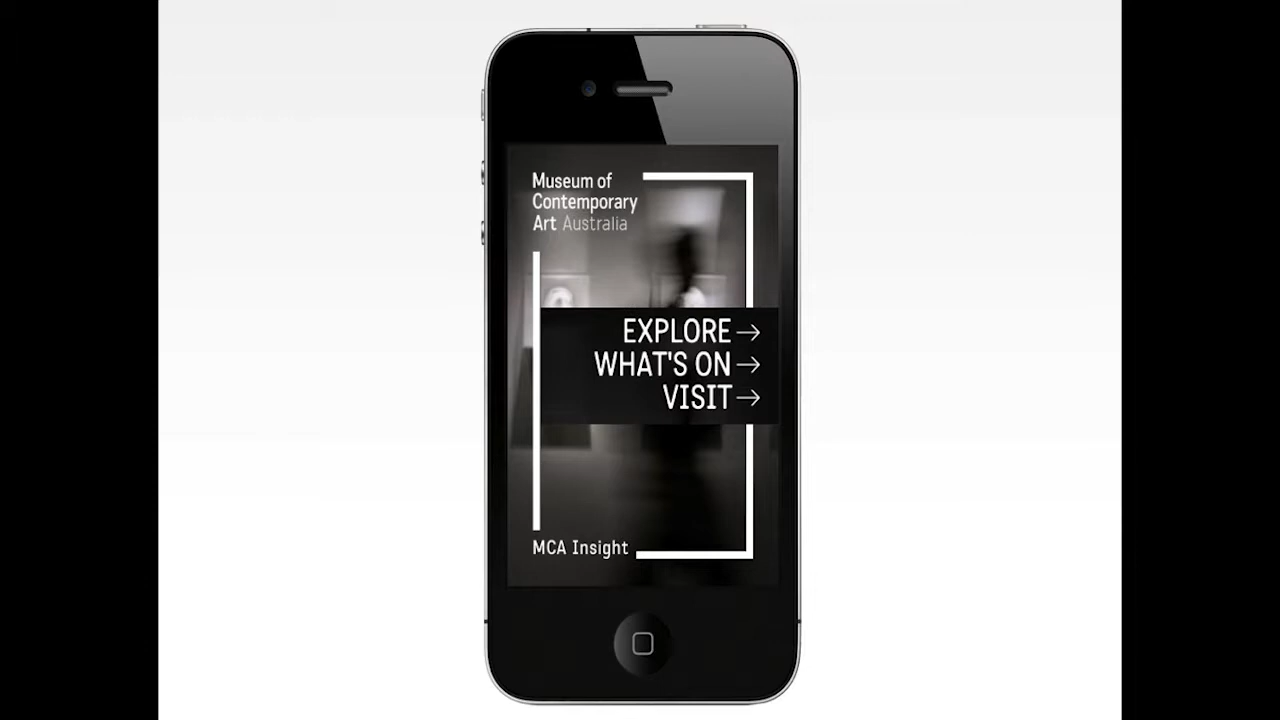 Museum of
Contemporary
Art Australia
EXPLORE →
WHAT'S ON →
VISIT →
MCA Insight